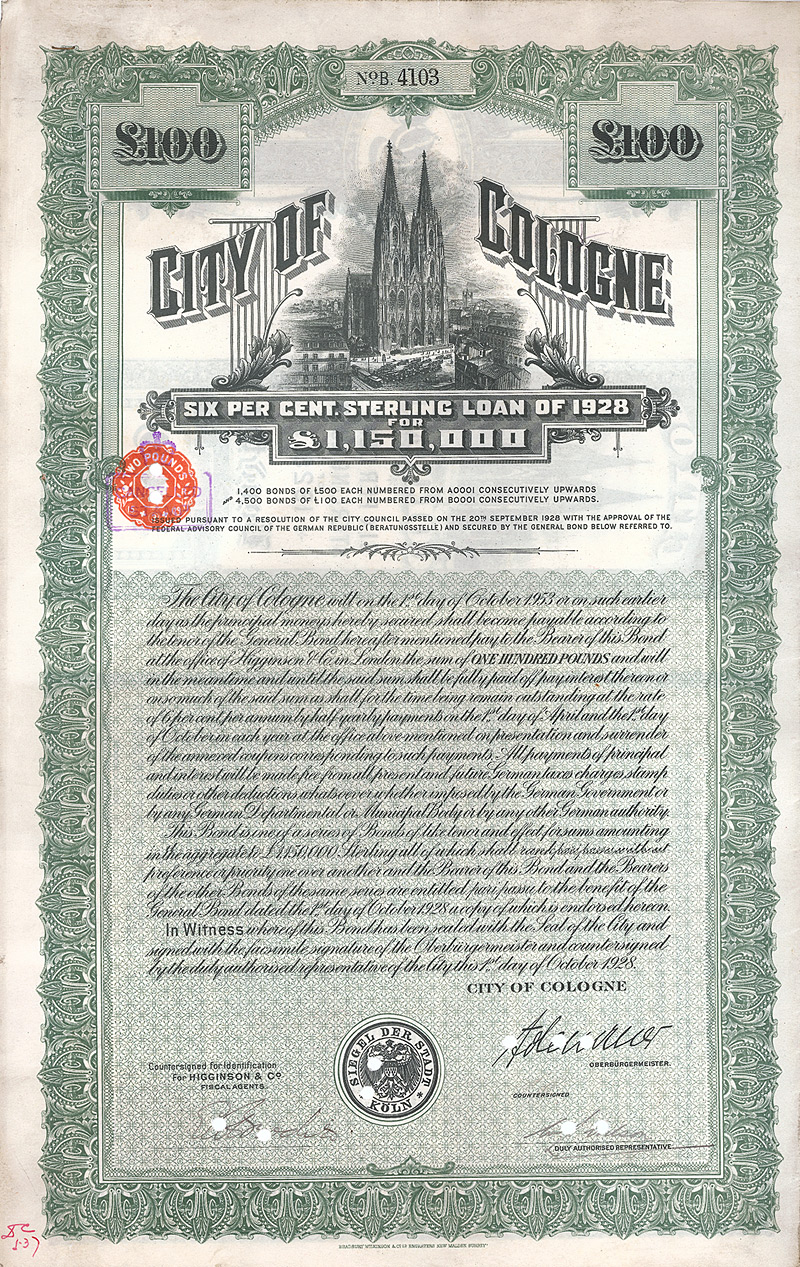 NO B. 4103
£100 £100
CITY OF COLOGNE
SIX PER CENT. STERLING LOAN OF 1928
FOR
£1,150,000
TWO POUNDS
1,400 BONDS OF £500 EACH NUMBERED FROM A0001 CONSECUTIVELY UPWARDS
AND 4,500 BONDS OF £100 EACH NUMBERED FROM B0001 CONSECUTIVELY UPWARDS.
ISSUED PURSUANT TO A RESOLUTION OF THE CITY COUNCIL PASSED ON THE 20TH SEPTEMBER 1928 WITH THE APPROVAL OF THE
FEDERAL ADVISORY COUNCIL OF THE GERMAN REPUBLIC (BERATUNGSSTELLE) AND SECURED BY THE GENERAL BOND BELOW REFERRED TO.
The City of Cologne will on the 1st day of October 1953 or on such earlier
day as the principal moneys hereby secured shall become payable according to
the tenor of the General Bond hereafter mentioned pay to the Bearer of this Bond
at the office of Higginson & Co. in London the sum of ONE HUNDRED POUNDS and will
in the meantime and until the said sum shall be fully paid off pay interest thereon or
on so much of the said sum as shall for the time being remain outstanding at the rate
of 6 per cent. per annum by half-yearly payments on the 1st day of April and the 1st day
of October in each year at the office above mentioned on presentation and surrender
of the annexed coupons corresponding to such payments. All payments of principal
and interest will be made free from all present and future German taxes charges stamp
duties or other deductions whatsoever whether imposed by the German Government or
by any German Departmental or Municipal Body or by any other German authority.
This Bond is one of a series of Bonds of like tenor and effect for sums amounting
in the aggregate to £1,150,000. Sterling all of which shall rank pari passu without
preference or priority one over another and the Bearer of this Bond and the Bearers
of the other Bonds of the same series are entitled pari passu to the benefit of the
General Bond dated the 1st day of October 1928 a copy of which is endorsed hereon.
In Witness whereof this Bond has been sealed with the Seal of the City and
signed with the facsimile signature of the Oberbürgermeister and countersigned
by the duly authorised representative of the City this 1st day of October 1928.
CITY OF COLOGNE
SIEGEL DER STADT
KÖLN
OBERBÜRGERMEISTER.
Countersigned for Identification
For HIGGINSON & Co
FISCAL AGENTS.
COUNTERSIGNED
DULY AUTHORISED REPRESENTATIVE
BRADBURY, WILKINSON & Co LD ENGRAVERS NEW MALDEN SURREY